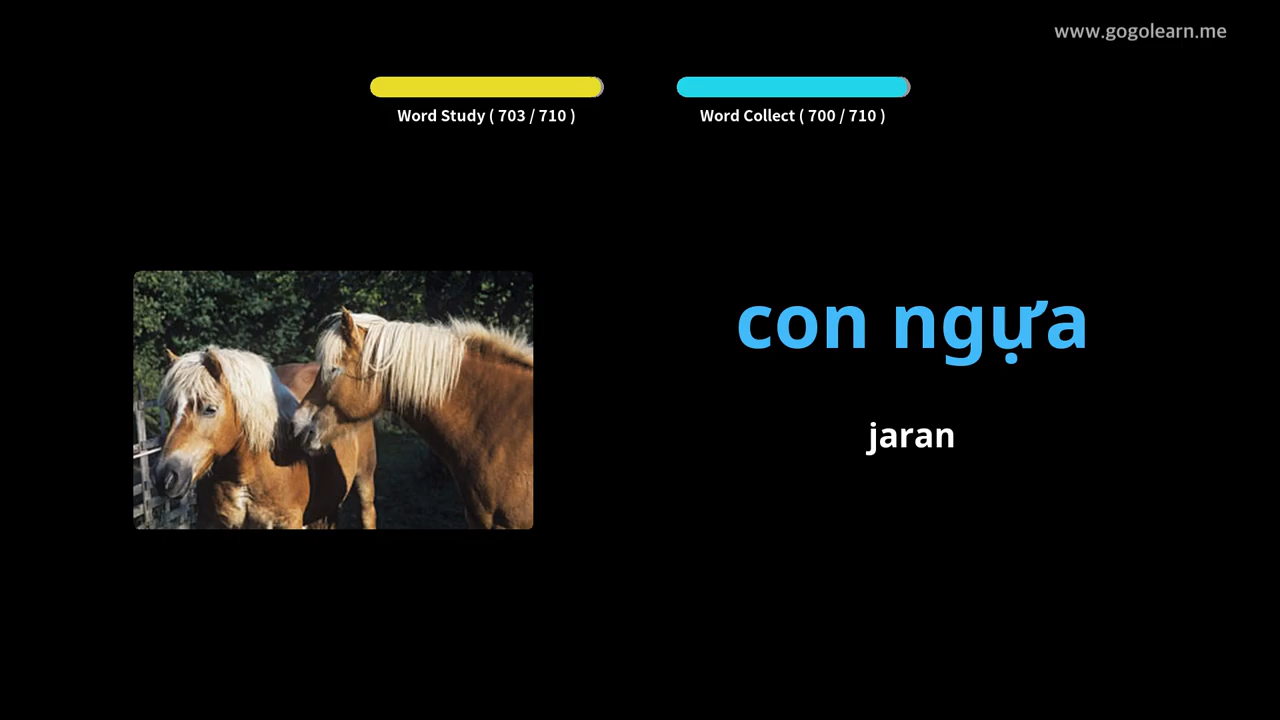 www.gogolearn.me
Word Study ( 703 / 710 )
Word Collect ( 700 / 710 )
con ngựa
jaran